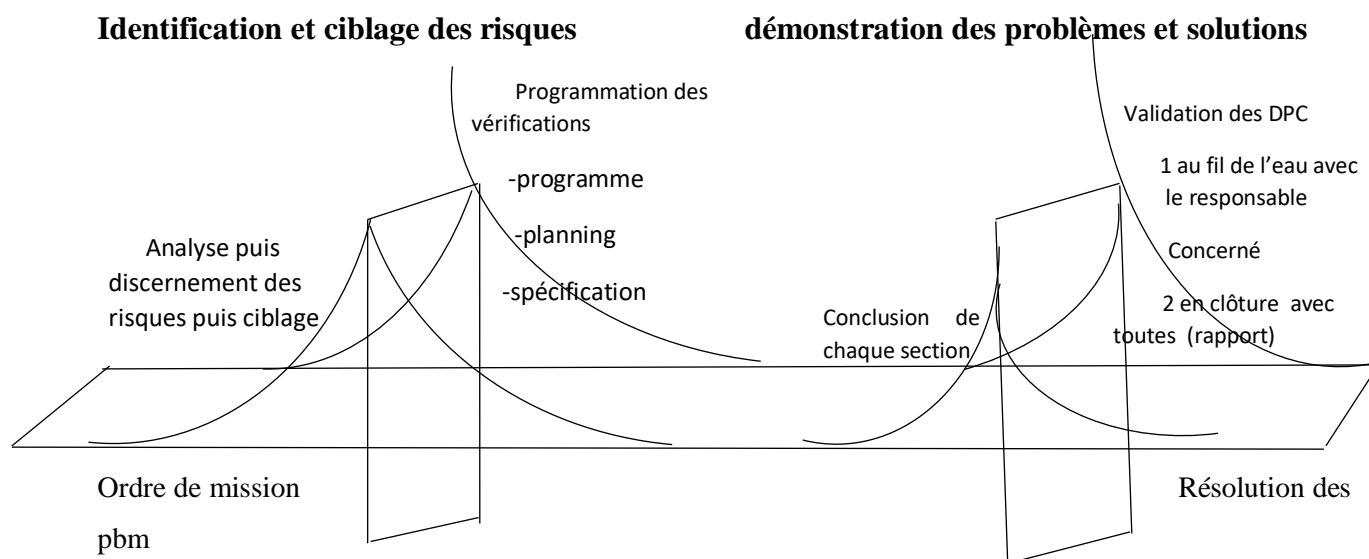 Identification et ciblage des risques démonstration des problèmes et solutions
Programmation des
vérifications
-programme
-planning
-spécification
Analyse puis
discernement des
risques puis ciblage
Validation des DPC
1 au fil de l’eau avec
le responsable
Concerné
2 en clôture avec
toutes (rapport)
Conclusion de
chaque section
Ordre de mission Résolution des
pbm